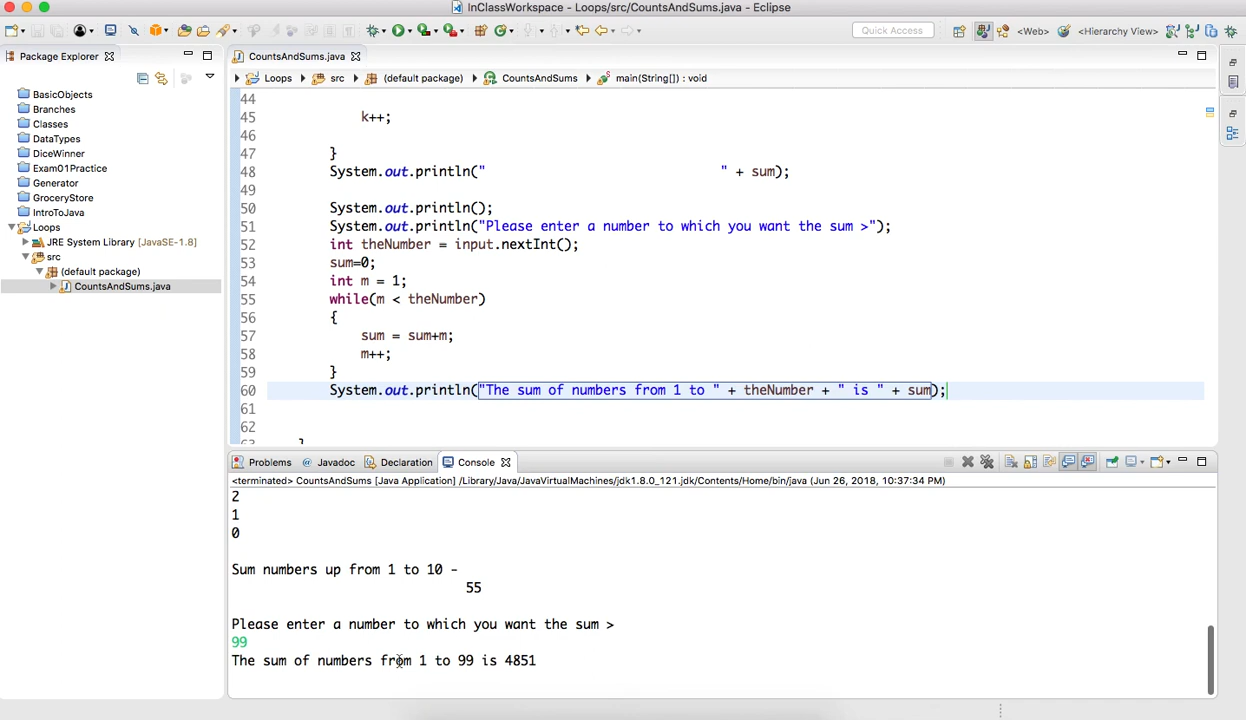 InClassWorkspace - Loops/src/CountsAndSums.java - Eclipse
Quick Access
<Web>
<Hierarchy View>
Package Explorer
CountsAndSums.java
Loops
src
(default package)
CountsAndSums
main(String[]) : void
BasicObjects
Branches
Classes
DataTypes
DiceWinner
Exam01Practice
Generator
GroceryStore
IntroToJava
Loops
JRE System Library [JavaSE-1.8]
src
(default package)
CountsAndSums.java
44
45 k++;
46
47 }
48 System.out.println("                              " + sum);
49
50 System.out.println();
51 System.out.println("Please enter a number to which you want the sum >");
52 int theNumber = input.nextInt();
53 sum=0;
54 int m = 1;
55 while(m < theNumber)
56 {
57 sum = sum+m;
58 m++;
59 }
60 System.out.println("The sum of numbers from 1 to " + theNumber + " is " + sum);
61
62
63 }
Problems
@ Javadoc
Declaration
Console
<terminated> CountsAndSums [Java Application] /Library/Java/JavaVirtualMachines/jdk1.8.0_121.jdk/Contents/Home/bin/java (Jun 26, 2018, 10:37:34 PM)
2
1
0
Sum numbers up from 1 to 10 -
55
Please enter a number to which you want the sum >
99
The sum of numbers from 1 to 99 is 4851